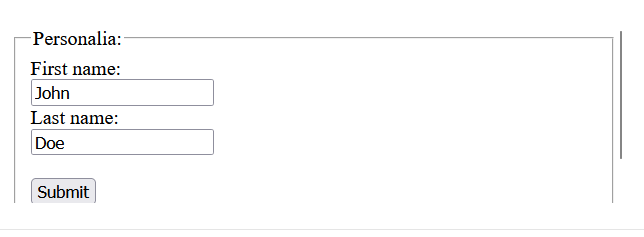 Personalia:
First name:
John
Last name:
Doe
Submit